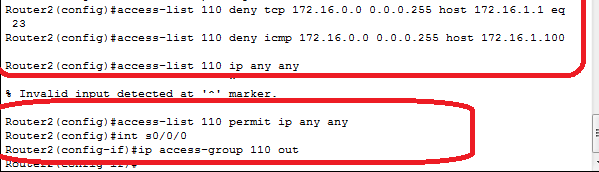 Router2(config)#access-list 110 deny tcp 172.16.0.0 0.0.0.255 host 172.16.1.1 eq
23
Router2(config)#access-list 110 deny icmp 172.16.0.0 0.0.0.255 host 172.16.1.100
Router2(config)#access-list 110 ip any any
% Invalid input detected at '^' marker.
Router2(config)#access-list 110 permit ip any any
Router2(config)#int s0/0/0
Router2(config-if)#ip access-group 110 out
Router2(config-if)#